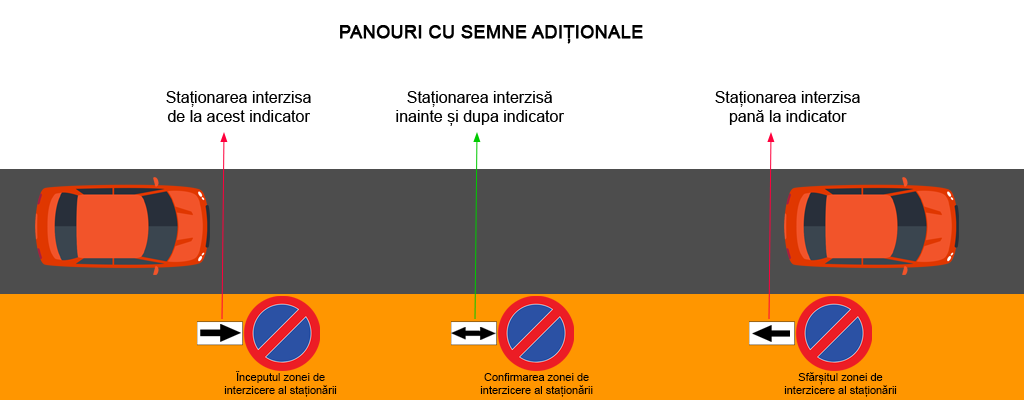 PANOURI CU SEMNE ADIȚIONALE
Staționarea interzisa
de la acest indicator
Staționarea interzisă
inainte și dupa indicator
Staționarea interzisa
pană la indicator
Începutul zonei de
interzicere al staționării
Confirmarea zonei de
interzicere al staționării
Sfărșitul zonei de
interzicere al staționării